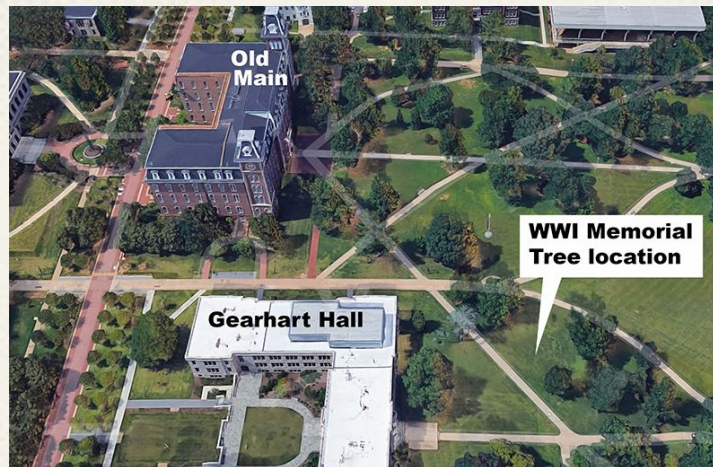 Old
Main
WWI Memorial
Tree location
Gearhart Hall